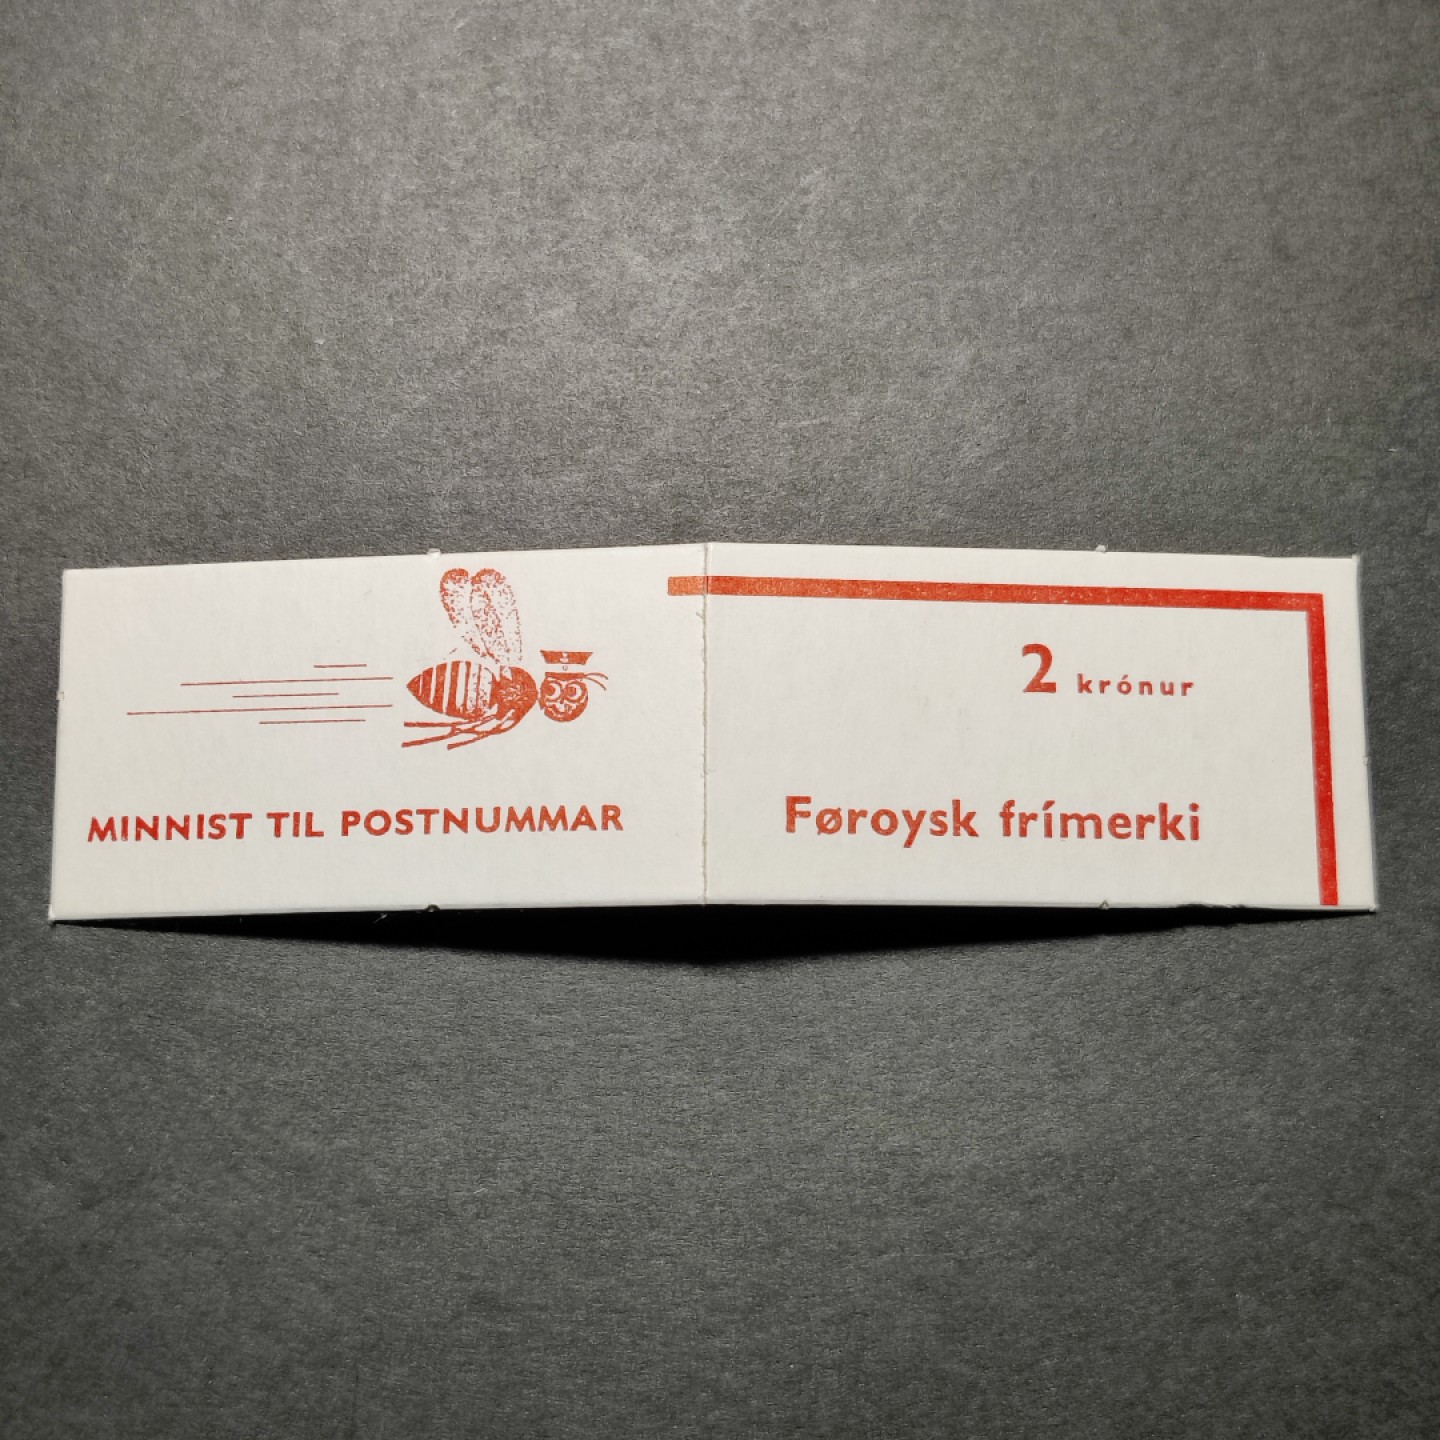 MINNIST TIL POSTNUMMAR
2 krónur
Føroysk frímerki